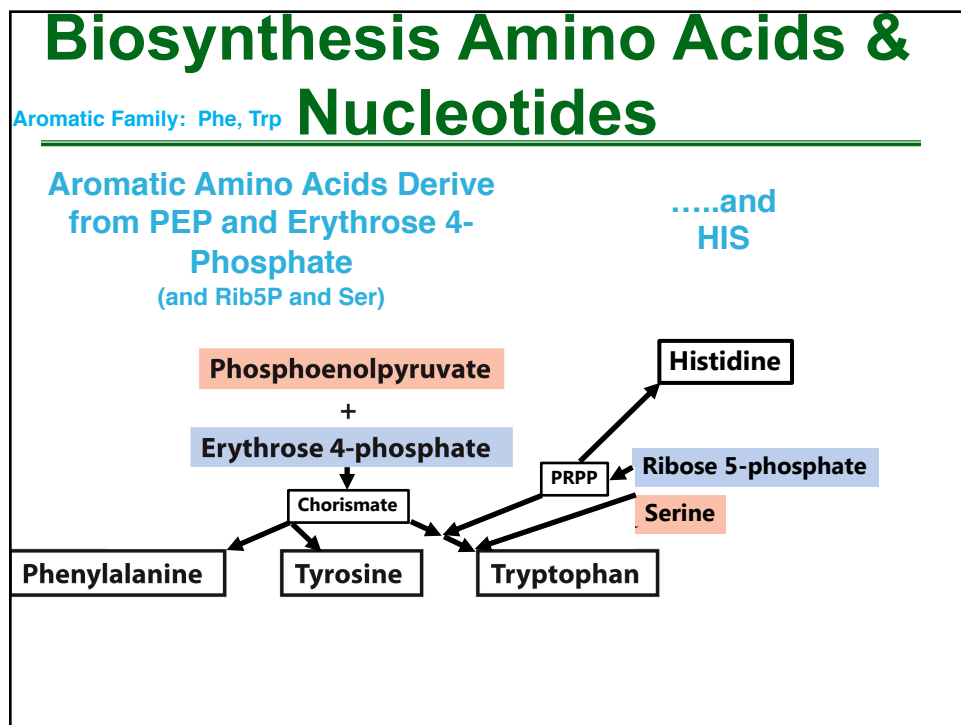 Biosynthesis Amino Acids &
Nucleotides
Aromatic Family: Phe, Trp
Aromatic Amino Acids Derive
from PEP and Erythrose 4-
Phosphate
(and Rib5P and Ser)
…..and
HIS
Phosphoenolpyruvate
+
Erythrose 4-phosphate
Chorismate
Histidine
PRPP
Ribose 5-phosphate
Serine
Phenylalanine
Tyrosine
Tryptophan